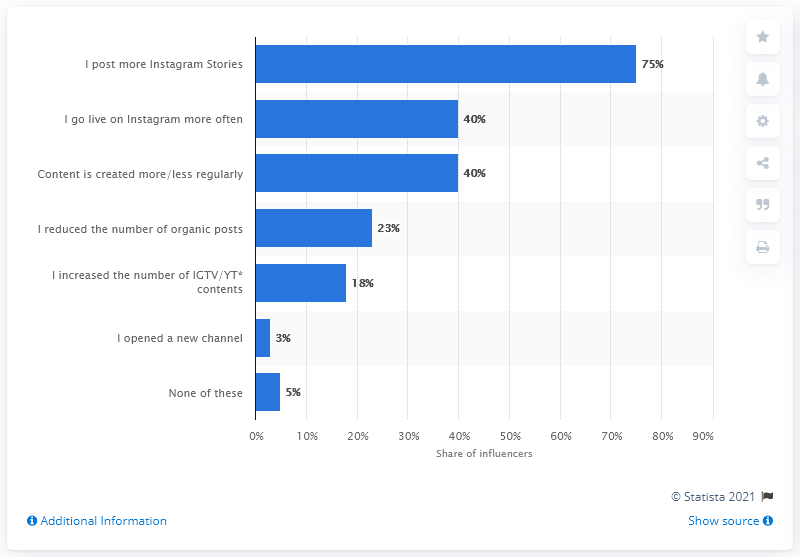 I post more Instagram Stories
75%
I go live on Instagram more often
40%
Content is created more/less regularly
40%
I reduced the number of organic posts
23%
I increased the number of IGTV/YT*
contents
18%
I opened a new channel
3%
None of these
5%
0% 10% 20% 30% 40% 50% 60% 70% 80% 90%
Share of influencers
© Statista 2021
Additional Information
Show source